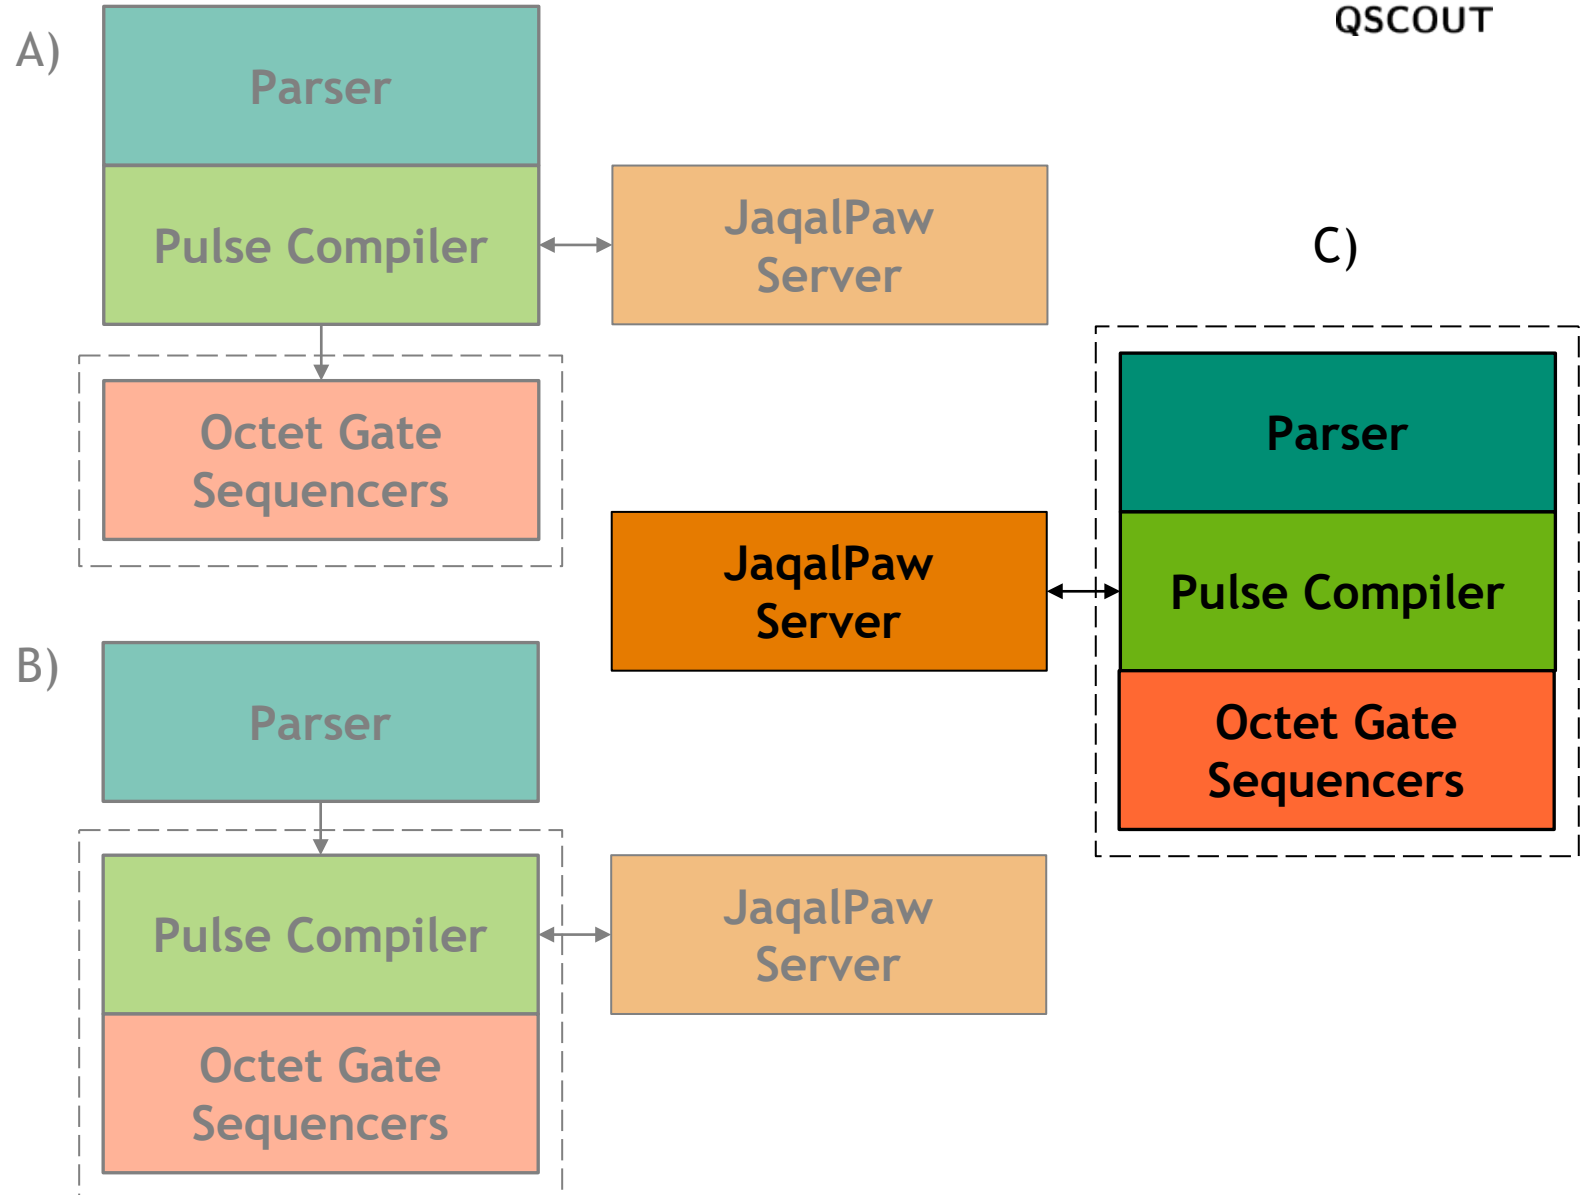 QSCOUT
A)
Parser
Pulse Compiler
JaqalPaw
Server
Octet Gate
Sequencers
B)
Parser
Pulse Compiler
JaqalPaw
Server
Octet Gate
Sequencers
C)
Parser
JaqalPaw
Server
Pulse Compiler
Octet Gate
Sequencers